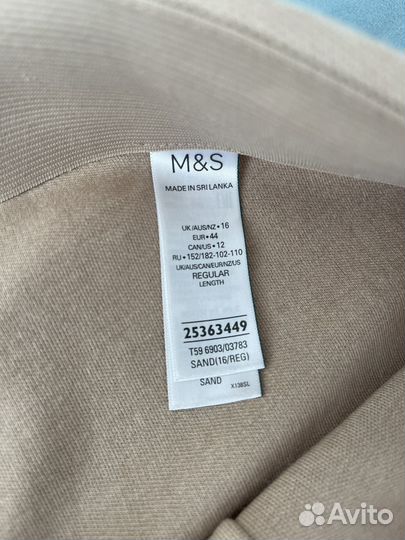 M&S
MADE IN SRI LANKA
UK/AUS/NZ•16
EUR•44
CAN/US•12
RU•152/182-102-110
UK/AUS/CAN/EUR/NZ/US
REGULAR
LENGTH
25363449
T59 6903/03783
SAND(16/REG)
SAND X138SL
Avito